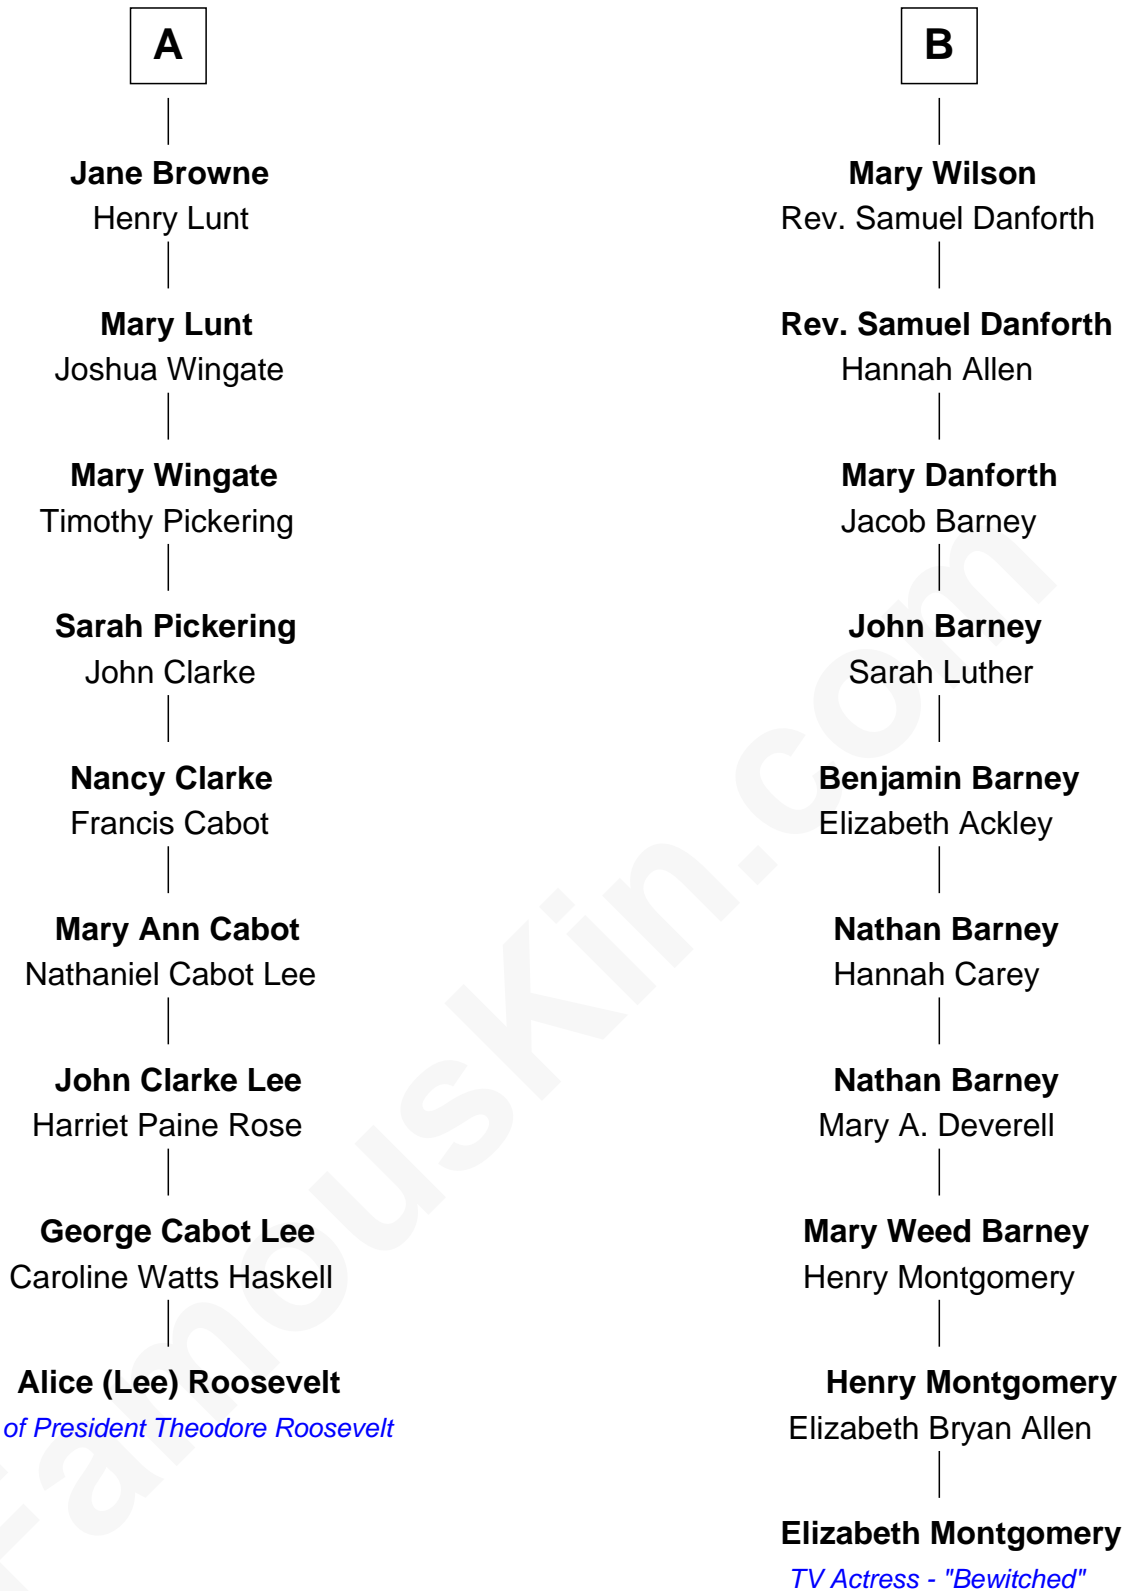 A
Jane Browne
Henry Lunt
Mary Lunt
Joshua Wingate
Mary Wingate
Timothy Pickering
Sarah Pickering
John Clarke
Nancy Clarke
Francis Cabot
Mary Ann Cabot
Nathaniel Cabot Lee
John Clarke Lee
Harriet Paine Rose
George Cabot Lee
Caroline Watts Haskell
Alice (Lee) Roosevelt
of President Theodore Roosevelt
B
Mary Wilson
Rev. Samuel Danforth
Rev. Samuel Danforth
Hannah Allen
Mary Danforth
Jacob Barney
John Barney
Sarah Luther
Benjamin Barney
Elizabeth Ackley
Nathan Barney
Hannah Carey
Nathan Barney
Mary A. Deverell
Mary Weed Barney
Henry Montgomery
Henry Montgomery
Elizabeth Bryan Allen
Elizabeth Montgomery
TV Actress - "Bewitched"
FamousKin.com